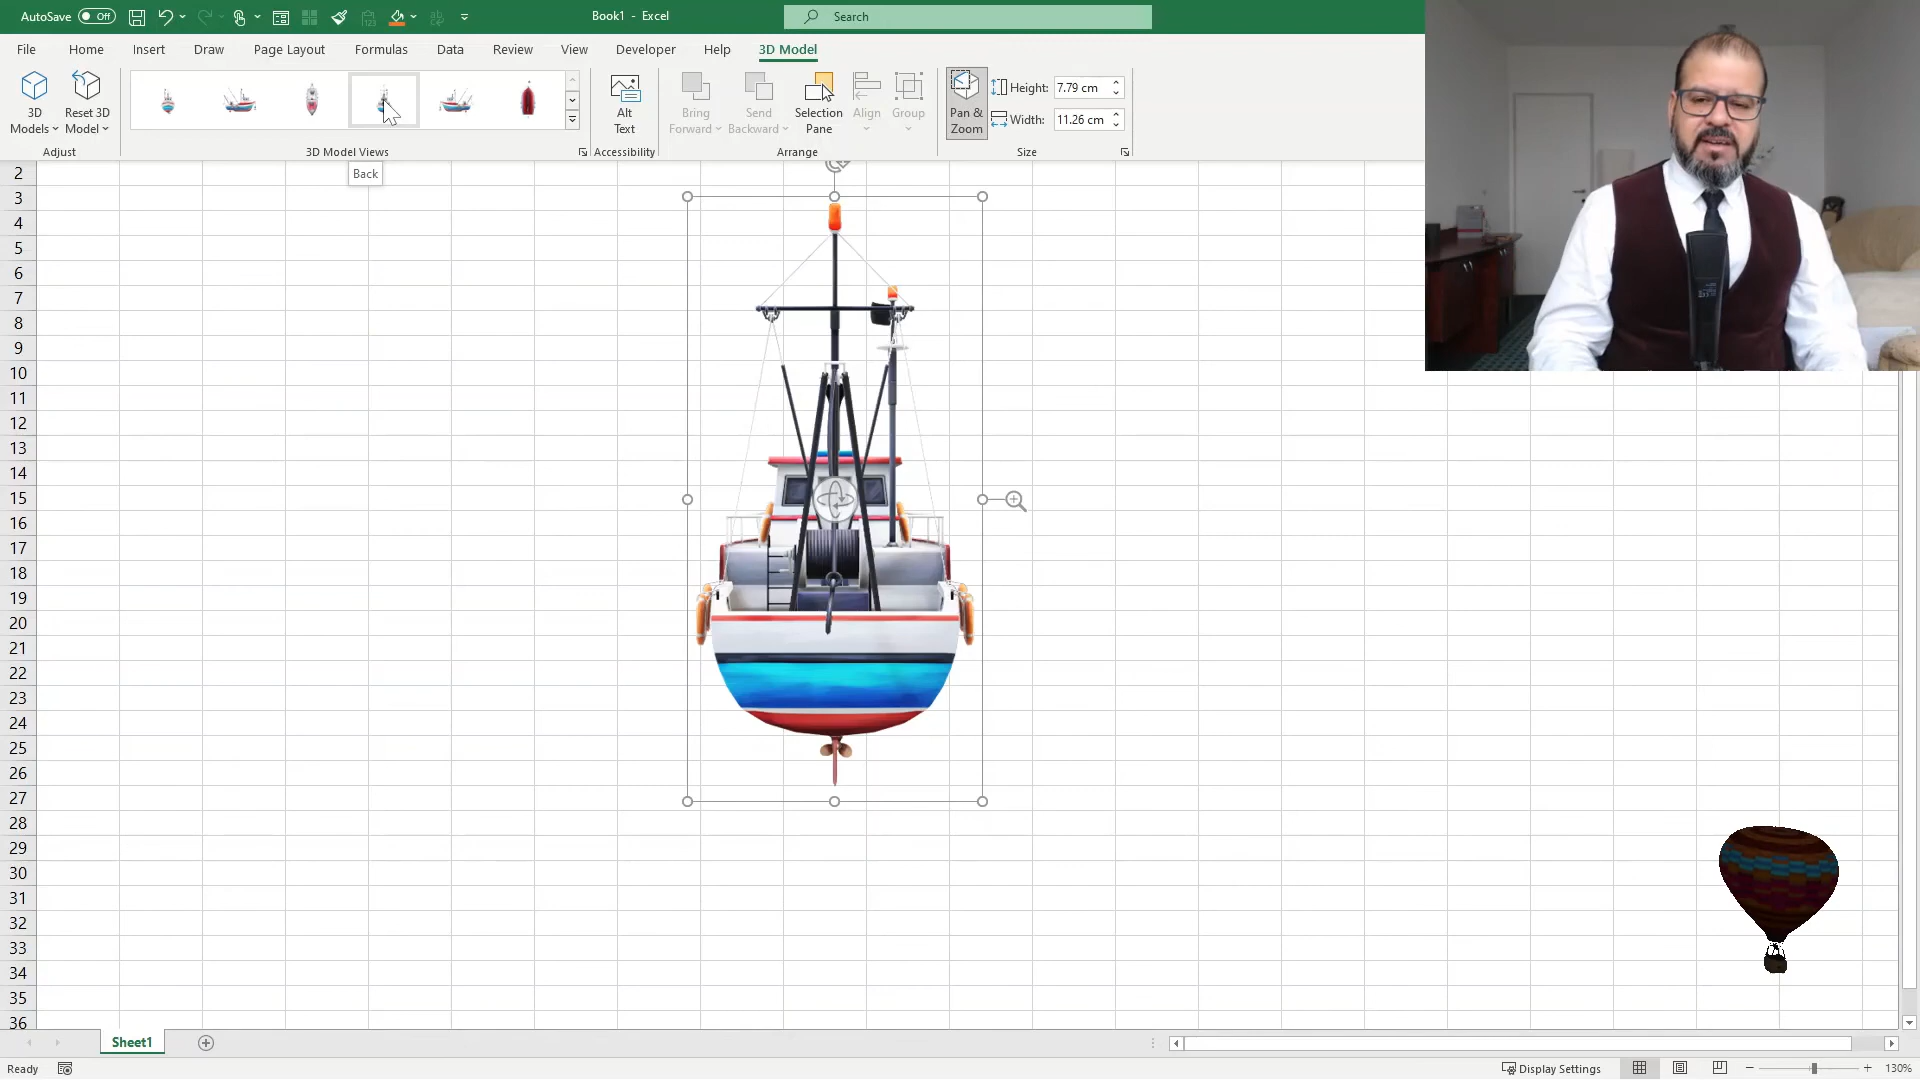 AutoSave Off Book1 - Excel Search
File Home Insert Draw Page Layout Formulas Data Review View Developer Help 3D Model
3D Models
Reset 3D Model
Alt Text
Bring Forward
Send Backward
Selection Pane
Align
Group
Pan & Zoom
Height: 7.79 cm
Width: 11.26 cm
Adjust 3D Model Views Accessibility Arrange Size
Back
2
3
4
5
6
7
8
9
10
11
12
13
14
15
16
17
18
19
20
21
22
23
24
25
26
27
28
29
30
31
32
33
34
35
36
Sheet1
Ready Display Settings 130%